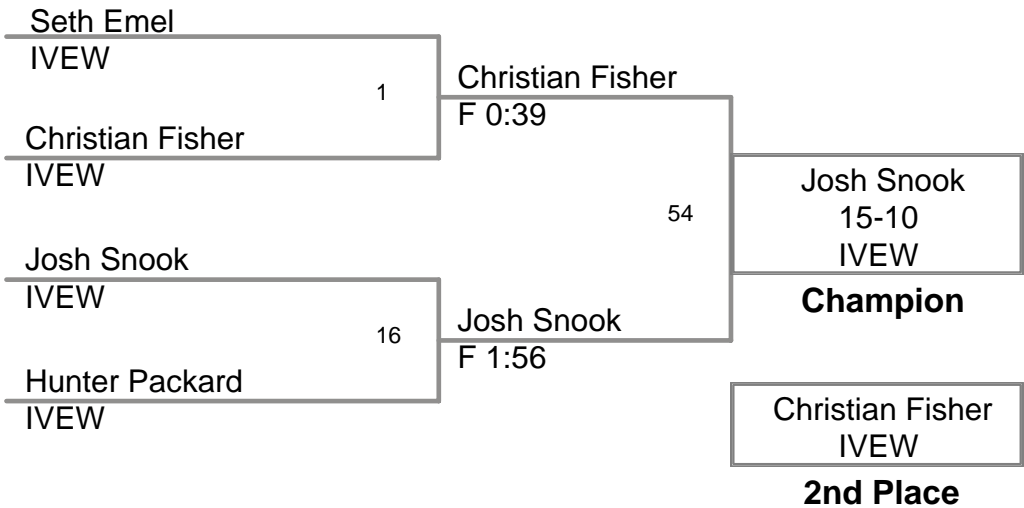 Seth Emel
IVEW
1
Christian Fisher
IVEW
Christian Fisher
F 0:39
Josh Snook
IVEW
16
Hunter Packard
IVEW
Josh Snook
F 1:56
54
Josh Snook
15-10
IVEW
Champion
Christian Fisher
IVEW
2nd Place